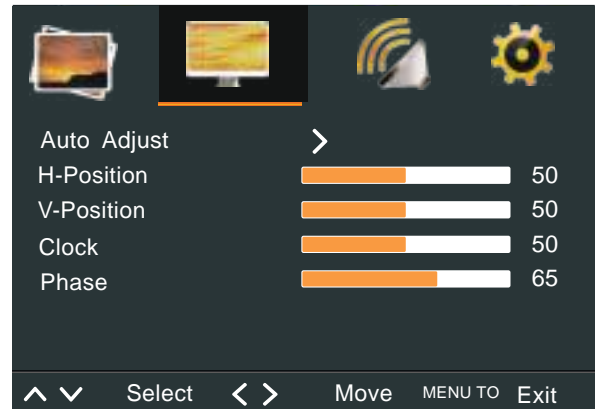 Auto Adjust
H-Position 50
V-Position 50
Clock 50
Phase 65
Select Move MENU TO Exit